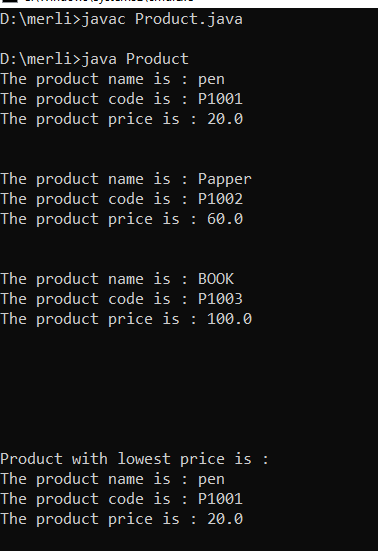 D:\merli>javac Product.java
D:\merli>java Product
The product name is : pen
The product code is : P1001
The product price is : 20.0
The product name is : Papper
The product code is : P1002
The product price is : 60.0
The product name is : BOOK
The product code is : P1003
The product price is : 100.0
Product with lowest price is :
The product name is : pen
The product code is : P1001
The product price is : 20.0